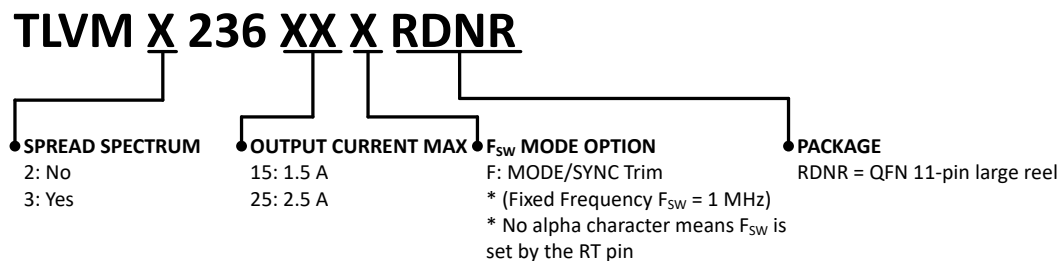 TLVM X 236 XX X RDNR
SPREAD SPECTRUM
2: No
3: Yes
OUTPUT CURRENT MAX
15: 1.5 A
25: 2.5 A
FSW MODE OPTION
F: MODE/SYNC Trim
* (Fixed Frequency FSW = 1 MHz)
* No alpha character means FSW is
set by the RT pin
PACKAGE
RDNR = QFN 11-pin large reel